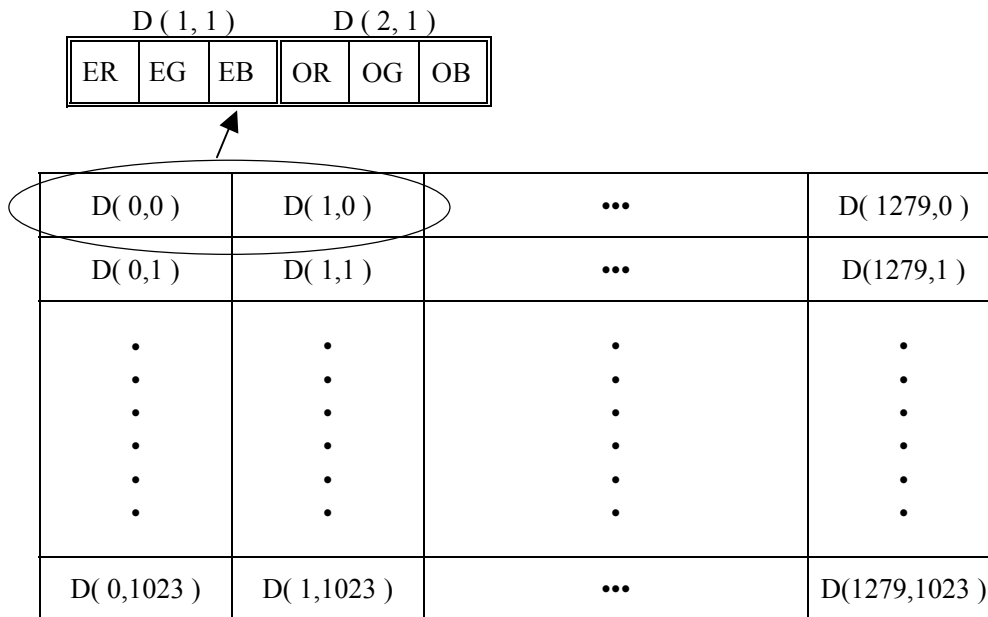 D ( 1, 1 ) D ( 2, 1 )
ER EG EB OR OG OB
D( 0,0 ) D( 1,0 ) ••• D( 1279,0 )
D( 0,1 ) D( 1,1 ) ••• D(1279,1 )
• • • •
• • • •
• • • •
• • • •
• • • •
• • • •
D( 0,1023 ) D( 1,1023 ) ••• D(1279,1023 )